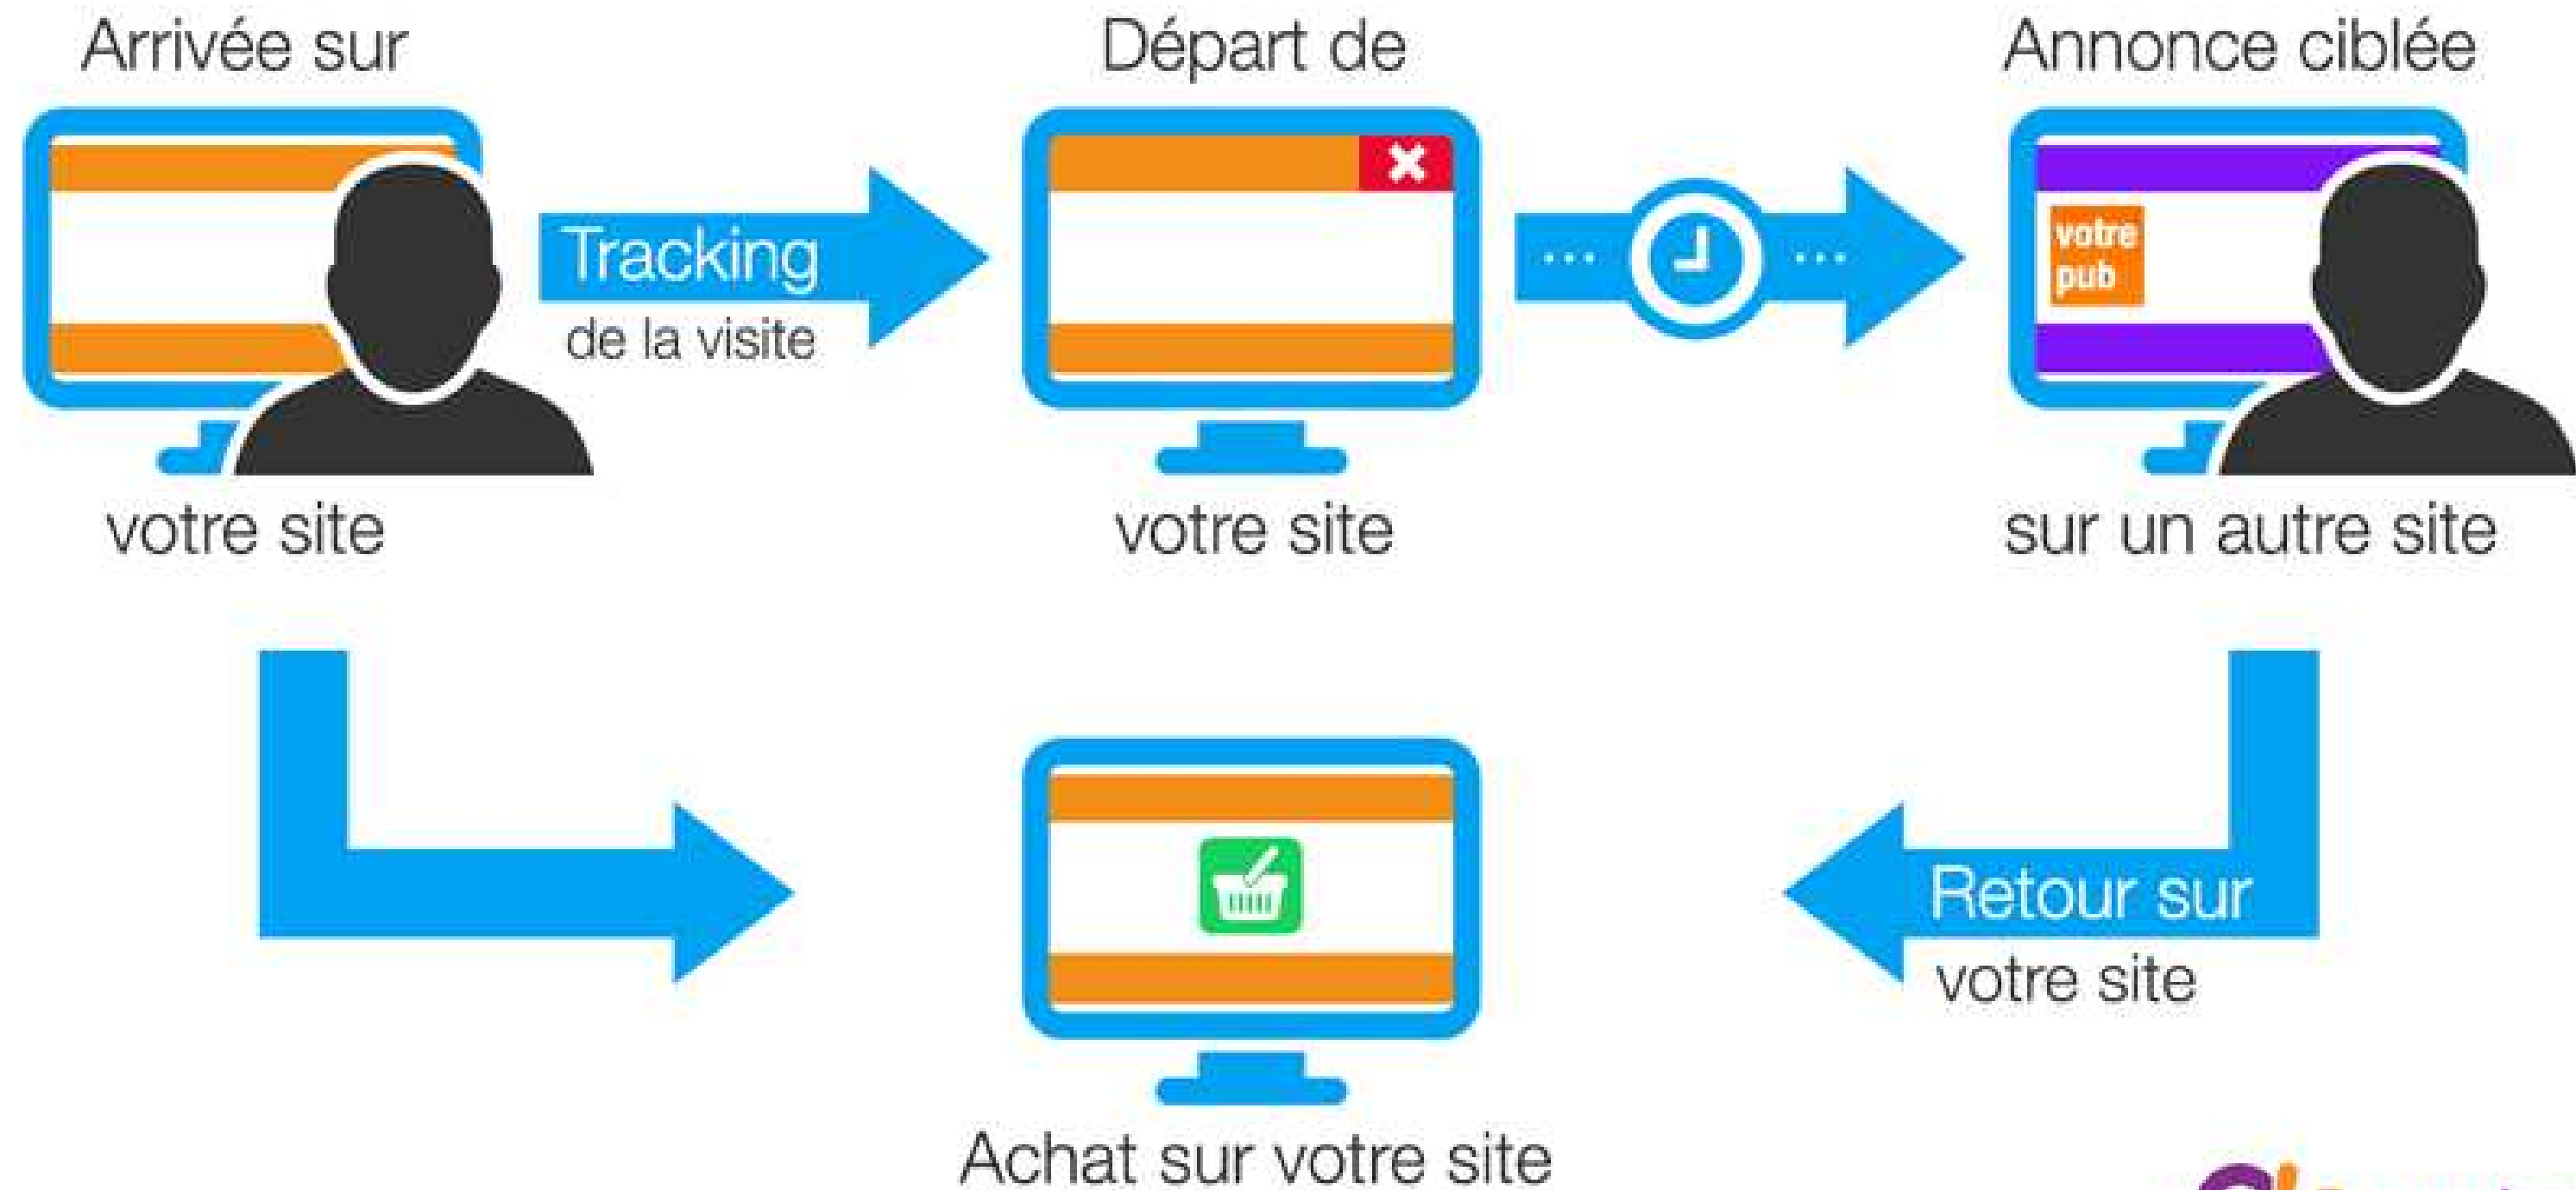 Arrivée sur
votre site
Tracking
de la visite
Départ de
votre site
Annonce ciblée
votre
pub
sur un autre site
Retour sur
votre site
Achat sur votre site